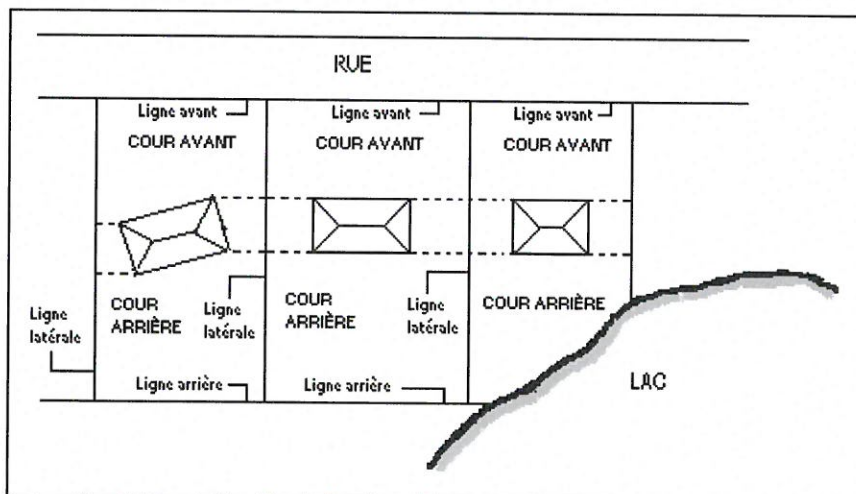 RUE
Ligne avant
Ligne avant
Ligne avant
COUR AVANT
COUR AVANT
COUR AVANT
Ligne
latérale
COUR
ARRIÈRE
Ligne
latérale
COUR
ARRIÈRE
Ligne
latérale
COUR ARRIÈRE
Ligne arrière
Ligne arrière
LAC